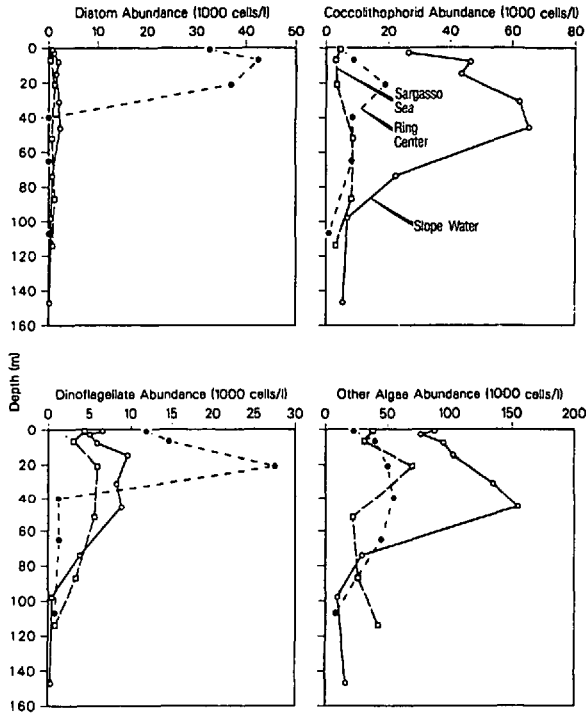 Diatom Abundance (1000 cells/l)
0 10 20 30 40 50
0
20
40
60
80
100
120
140
160
Coccolithophorid Abundance (1000 cells/l)
0 20 40 60 80
Sargasso
Sea
Ring
Center
Slope Water
Depth (m)
Dinoflagellate Abundance (1000 cells/l)
0 5 10 15 20 25 30
0
20
40
60
80
100
120
140
160
Other Algae Abundance (1000 cells/l)
0 50 100 150 200